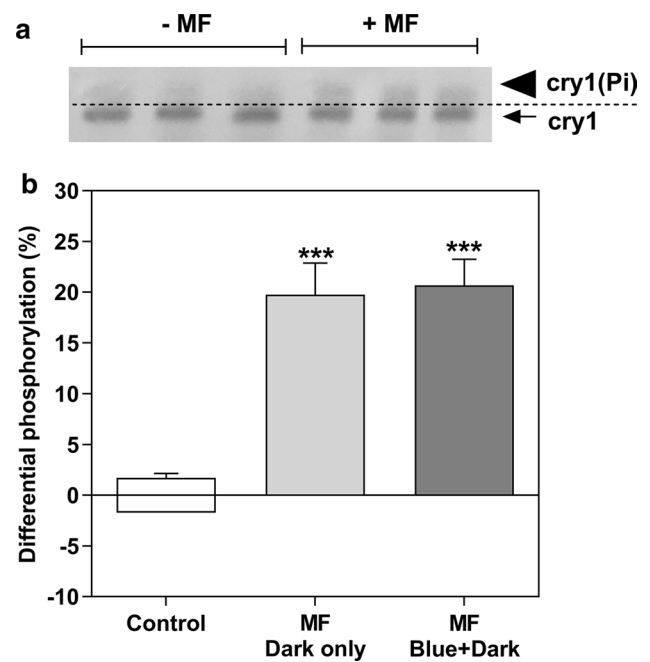 a
- MF
+ MF
cry1(Pi)
cry1
b
Differential phosphorylation (%)
30
25
20
15
10
5
0
-5
-10
***
***
Control
MF
Dark only
MF
Blue+Dark